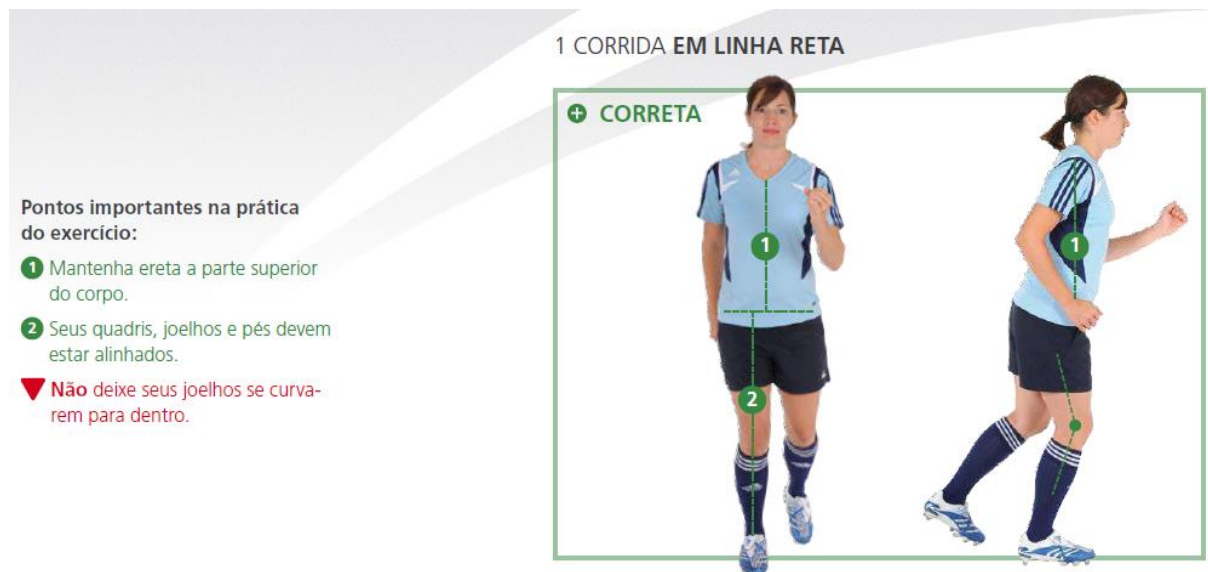 1 CORRIDA EM LINHA RETA
CORRETA
Pontos importantes na prática
do exercício:
1 Mantenha ereta a parte superior
do corpo.
2 Seus quadris, joelhos e pés devem
estar alinhados.
Não deixe seus joelhos se curva-
rem para dentro.
1
2
1